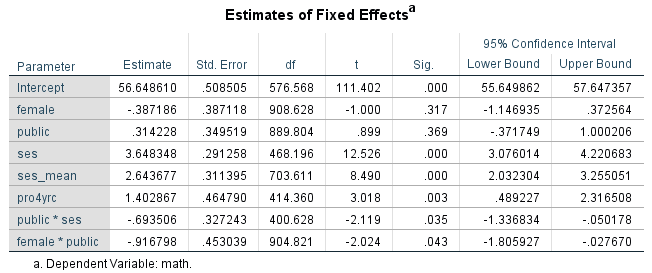 Estimates of Fixed Effectsa
95% Confidence Interval
Parameter Estimate Std. Error df t Sig. Lower Bound Upper Bound
Intercept 56.648610 .508505 576.568 111.402 .000 55.649862 57.647357
female -.387186 .387118 908.628 -1.000 .317 -1.146935 .372564
public .314228 .349519 889.804 .899 .369 -.371749 1.000206
ses 3.648348 .291258 468.196 12.526 .000 3.076014 4.220683
ses_mean 2.643677 .311395 703.611 8.490 .000 2.032304 3.255051
pro4yrc 1.402867 .464790 414.360 3.018 .003 .489227 2.316508
public * ses -.693506 .327243 400.628 -2.119 .035 -1.336834 -.050178
female * public -.916798 .453039 904.821 -2.024 .043 -1.805927 -.027670
a. Dependent Variable: math.